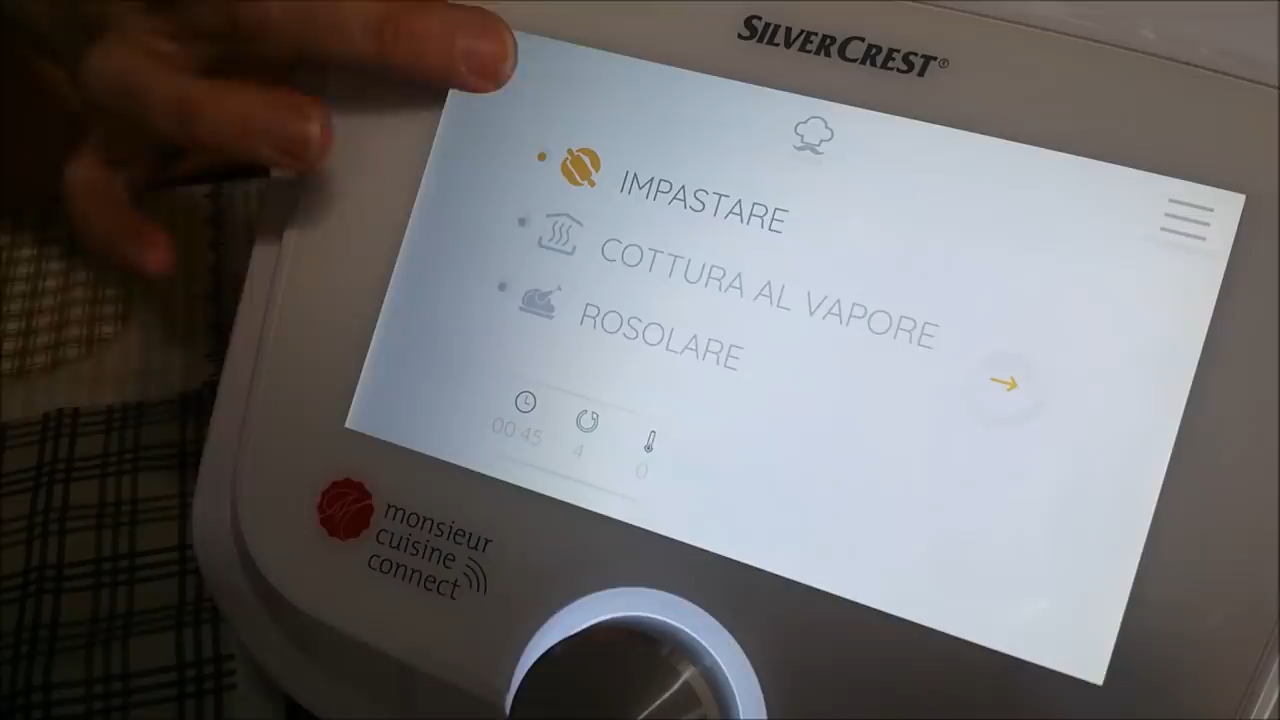 SILVERCREST®
IMPASTARE
COTTURA AL VAPORE
ROSOLARE
00:45 4 0
monsieur
cuisine
connect